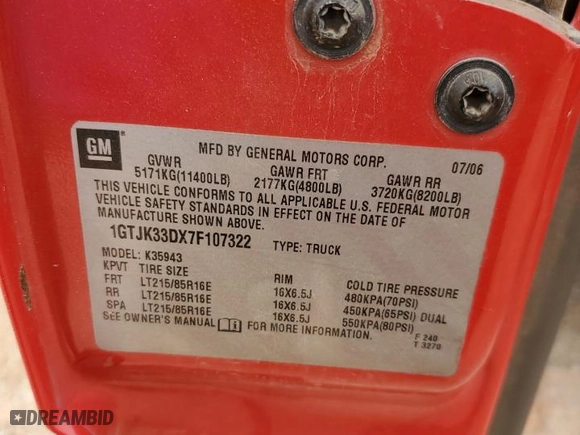 GM
MFD BY GENERAL MOTORS CORP. 07/06
GVWR GAWR FRT GAWR RR
5171KG(11400LB) 2177KG(4800LB) 3720KG(8200LB)
THIS VEHICLE CONFORMS TO ALL APPLICABLE U.S. FEDERAL MOTOR
VEHICLE SAFETY STANDARDS IN EFFECT ON THE DATE OF
MANUFACTURE SHOWN ABOVE.
1GTJK33DX7F107322 TYPE: TRUCK
MODEL: K35943
KPVT TIRE SIZE RIM COLD TIRE PRESSURE
FRT LT215/85R16E 16X6.5J 480KPA(70PSI)
RR LT215/85R16E 16X6.5J 450KPA(65PSI) DUAL
SPA LT215/85R16E 16X6.5J 550KPA(80PSI)
SEE OWNER'S MANUAL FOR MORE INFORMATION.
F 240
T 3270
DREAMBID